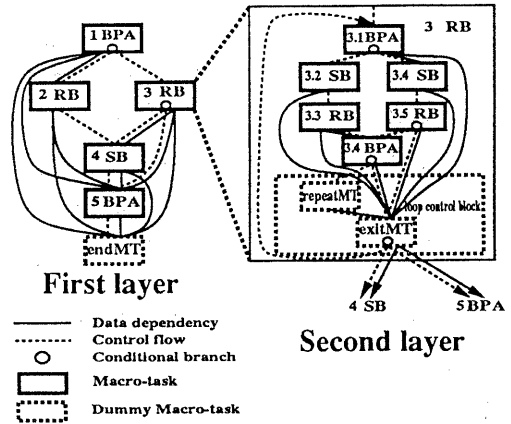 1 BPA
2 RB
3 RB
4 SB
5 BPA
endMT
First layer
3 RB
3.1 BPA
3.2 SB
3.4 SB
3.3 RB
3.5 RB
3.4 BPA
repeatMT
loop control block
exitMT
4 SB
5 BPA
Second layer
Data dependency
Control flow
Conditional branch
Macro-task
Dummy Macro-task